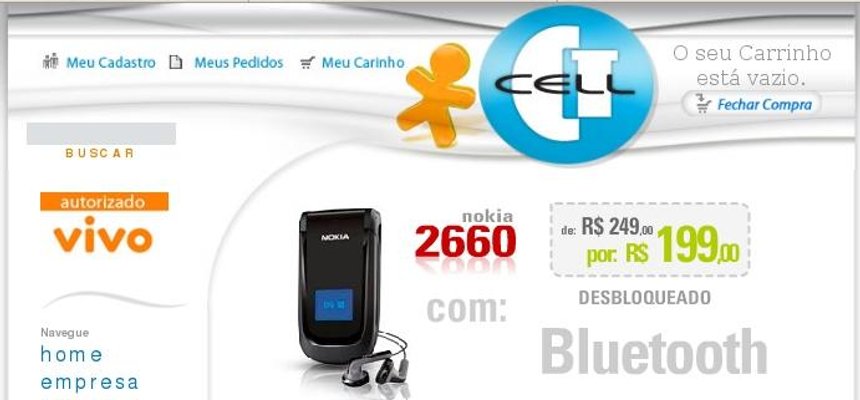 Meu Cadastro
Meus Pedidos
Meu Carinho
CELL
O seu Carrinho
está vazio.
Fechar Compra
BUSCAR
autorizado
vivo
NOKIA
nokia
2660
com:
de: R$ 249,00
por: R$ 199,00
DESBLOQUEADO
Bluetooth
Navegue
home
empresa